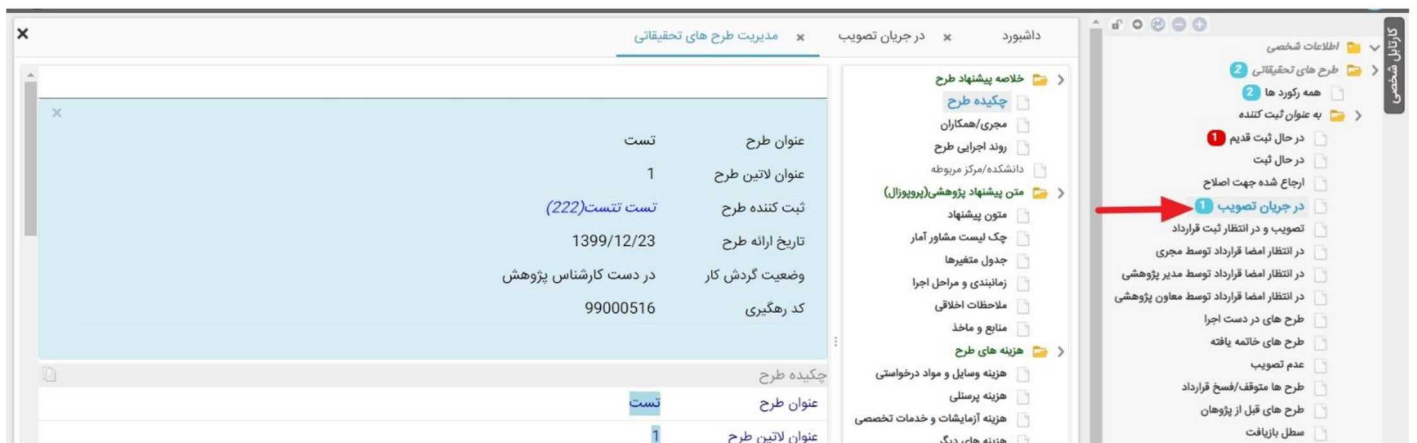 کارتابل شخصی
اطلاعات شخصی
طرح های تحقیقاتی 2
همه رکورد ها 2
به عنوان ثبت کننده
در حال ثبت قدیم 1
در حال ثبت
ارجاع شده جهت اصلاح
در جریان تصویب 1
تصویب و در انتظار ثبت قرارداد
در انتظار امضا قرارداد توسط مجری
در انتظار امضا قرارداد توسط مدیر پژوهشی
در انتظار امضا قرارداد توسط معاون پژوهشی
طرح های در دست اجرا
طرح های خاتمه یافته
عدم تصویب
طرح ها متوقف/فسخ قرارداد
طرح های قبل از پژوهان
سطل بازیافت
داشبورد
در جریان تصویب ×
مدیریت طرح های تحقیقاتی ×
خلاصه پیشنهاد طرح
چکیده طرح
مجری/همکاران
روند اجرایی طرح
دانشکده/مرکز مربوطه
متن پیشنهاد پژوهشی(پروپوزال)
متون پیشنهاد
چک لیست مشاور آمار
جدول متغیرها
زمانبندی و مراحل اجرا
ملاحظات اخلاقی
منابع و ماخذ
هزینه های طرح
هزینه وسایل و مواد درخواستی
هزینه پرسنلی
هزینه آزمایشات و خدمات تخصصی
هزینه های دیگر
عنوان طرح تست
عنوان لاتین طرح 1
ثبت کننده طرح تست تتست(222)
تاریخ ارائه طرح 1399/12/23
وضعیت گردش کار در دست کارشناس پژوهش
کد رهگیری 99000516
چکیده طرح
عنوان طرح تست
عنوان لاتین طرح 1